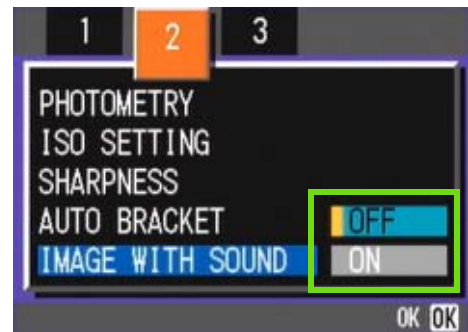 1 2 3
PHOTOMETRY
ISO SETTING
SHARPNESS
AUTO BRACKET OFF
IMAGE WITH SOUND ON
OK OK